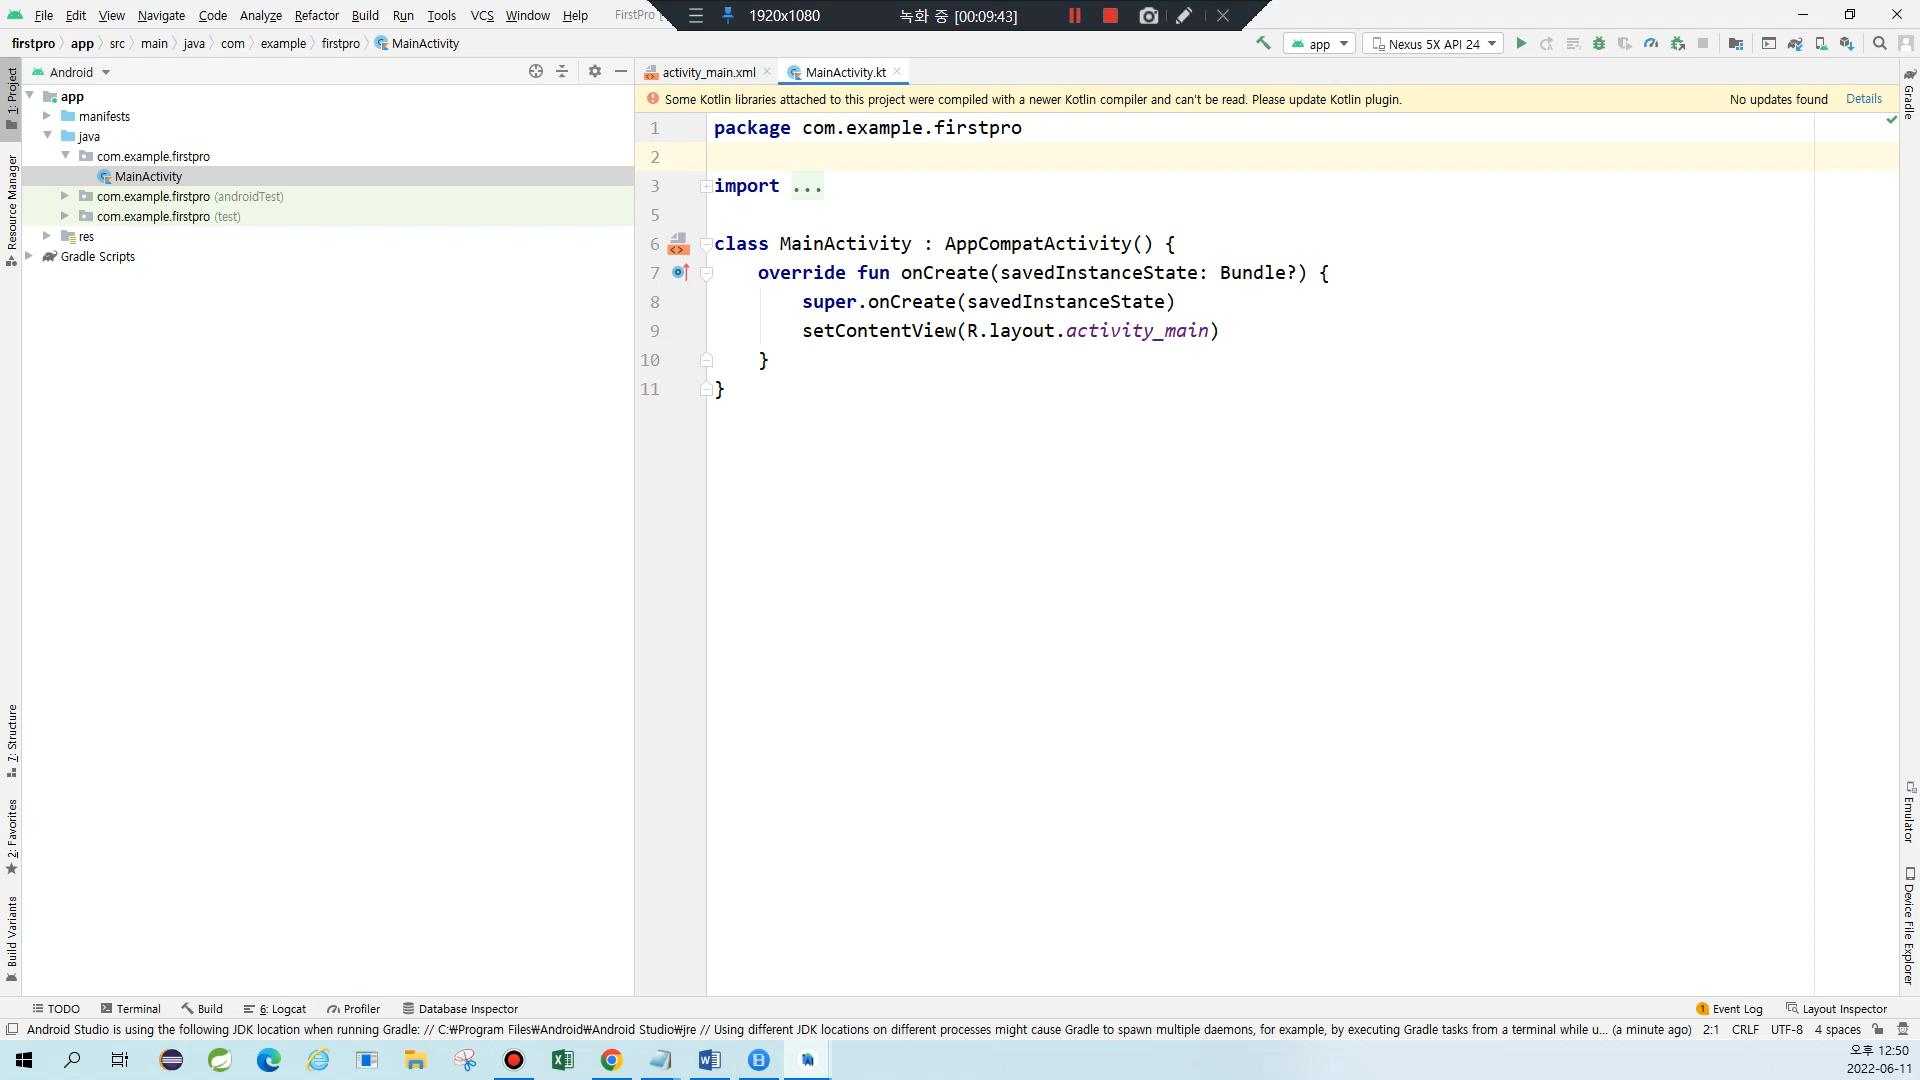 File Edit View Navigate Code Analyze Refactor Build Run Tools VCS Window Help FirstPro
1920x1080 녹화 중 [00:09:43]
firstpro app src main java com example firstpro MainActivity
app Nexus 5X API 24
Android
activity_main.xml MainActivity.kt
Some Kotlin libraries attached to this project were compiled with a newer Kotlin compiler and can't be read. Please update Kotlin plugin. No updates found Details
app
manifests
java
com.example.firstpro
MainActivity
com.example.firstpro (androidTest)
com.example.firstpro (test)
res
Gradle Scripts
1 package com.example.firstpro
2
3 import ...
5
6 class MainActivity : AppCompatActivity() {
7 override fun onCreate(savedInstanceState: Bundle?) {
8 super.onCreate(savedInstanceState)
9 setContentView(R.layout.activity_main)
10 }
11 }
1: Project
Resource Manager
7: Structure
2: Favorites
Build Variants
Gradle
Emulator
Device File Explorer
TODO Terminal Build 6: Logcat Profiler Database Inspector
1 Event Log Layout Inspector
Android Studio is using the following JDK location when running Gradle: // C:₩Program Files₩Android₩Android Studio₩jre // Using different JDK locations on different processes might cause Gradle to spawn multiple daemons, for example, by executing Gradle tasks from a terminal while u... (a minute ago) 2:1 CRLF UTF-8 4 spaces
오후 12:50
2022-06-11